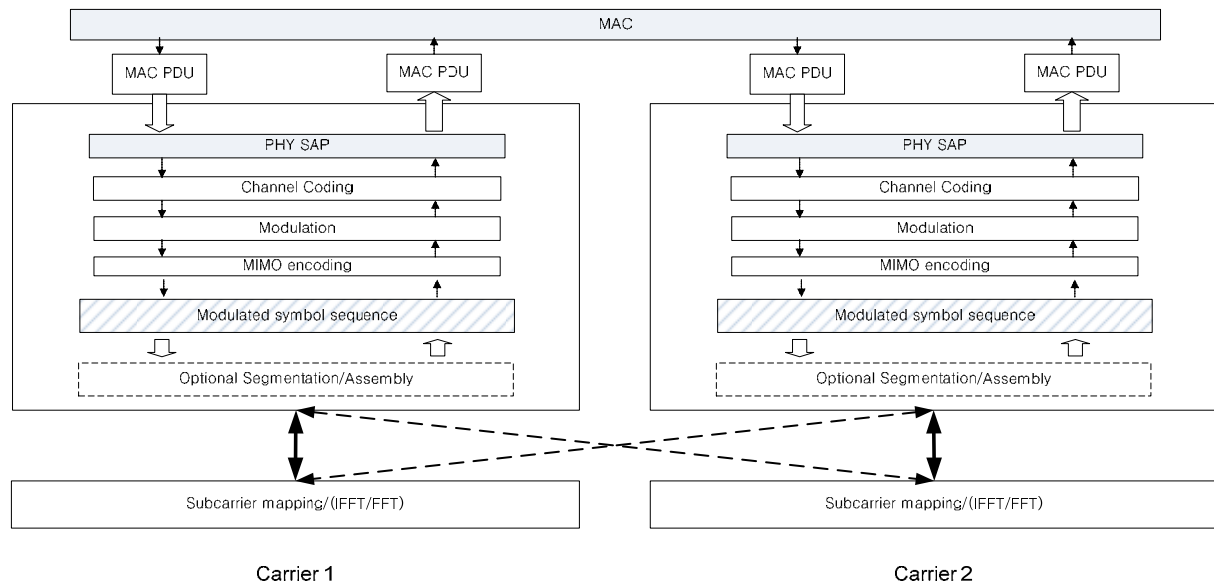 MAC
MAC PDU
MAC PDU
MAC PDU
MAC PDU
PHY SAP
Channel Coding
Modulation
MIMO encoding
Modulated symbol sequence
Optional Segmentation/Assembly
PHY SAP
Channel Coding
Modulation
MIMO encoding
Modulated symbol sequence
Optional Segmentation/Assembly
Subcarrier mapping/(IFFT/FFT)
Subcarrier mapping/(IFFT/FFT)
Carrier 1
Carrier 2